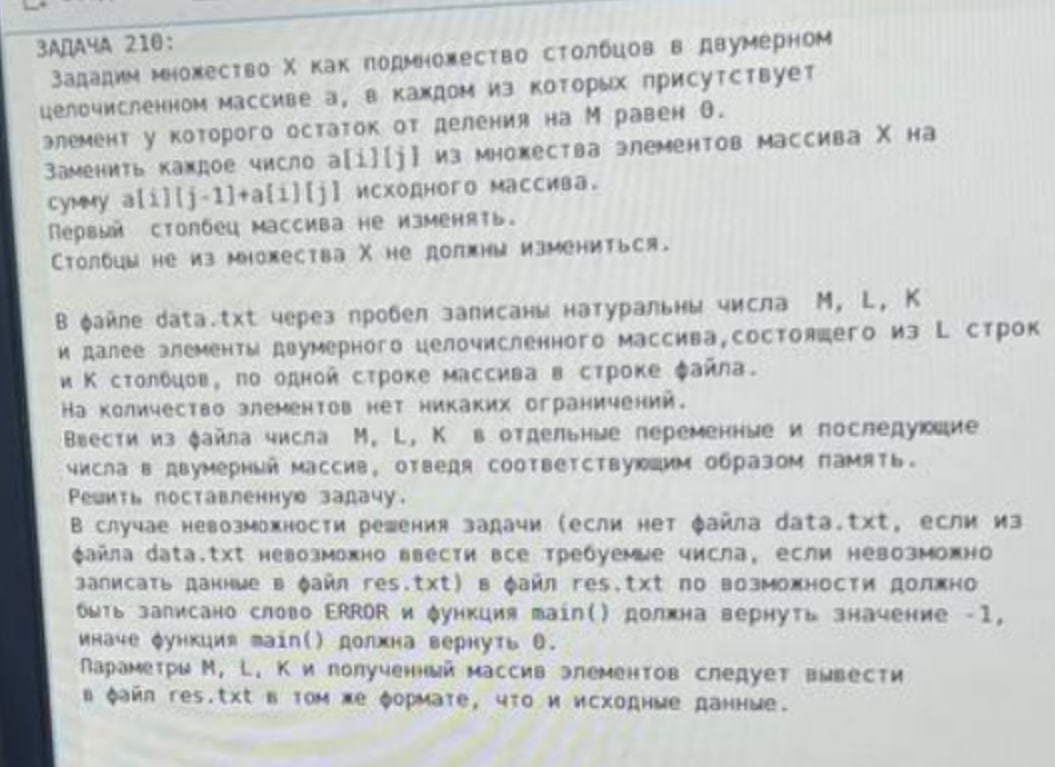 ЗАДАЧА 210:
Зададим множество X как подмножество столбцов в двумерном
целочисленном массиве a, в каждом из которых присутствует
элемент у которого остаток от деления на M равен 0.
Заменить каждое число a[i][j] из множества элементов массива X на
сумму a[i][j-1]+a[i][j] исходного массива.
Первый столбец массива не изменять.
Столбцы не из множества X не должны измениться.
В файле data.txt через пробел записаны натуральны числа M, L, K
и далее элементы двумерного целочисленного массива,состоящего из L строк
и K столбцов, по одной строке массива в строке файла.
На количество элементов нет никаких ограничений.
Ввести из файла числа M, L, K в отдельные переменные и последующие
числа в двумерный массив, отведя соответствующим образом память.
Решить поставленную задачу.
В случае невозможности решения задачи (если нет файла data.txt, если из
файла data.txt невозможно ввести все требуемые числа, если невозможно
записать данные в файл res.txt) в файл res.txt по возможности должно
быть записано слово ERROR и функция main() должна вернуть значение -1,
иначе функция main() должна вернуть 0.
Параметры M, L, K и полученный массив элементов следует вывести
в файл res.txt в том же формате, что и исходные данные.